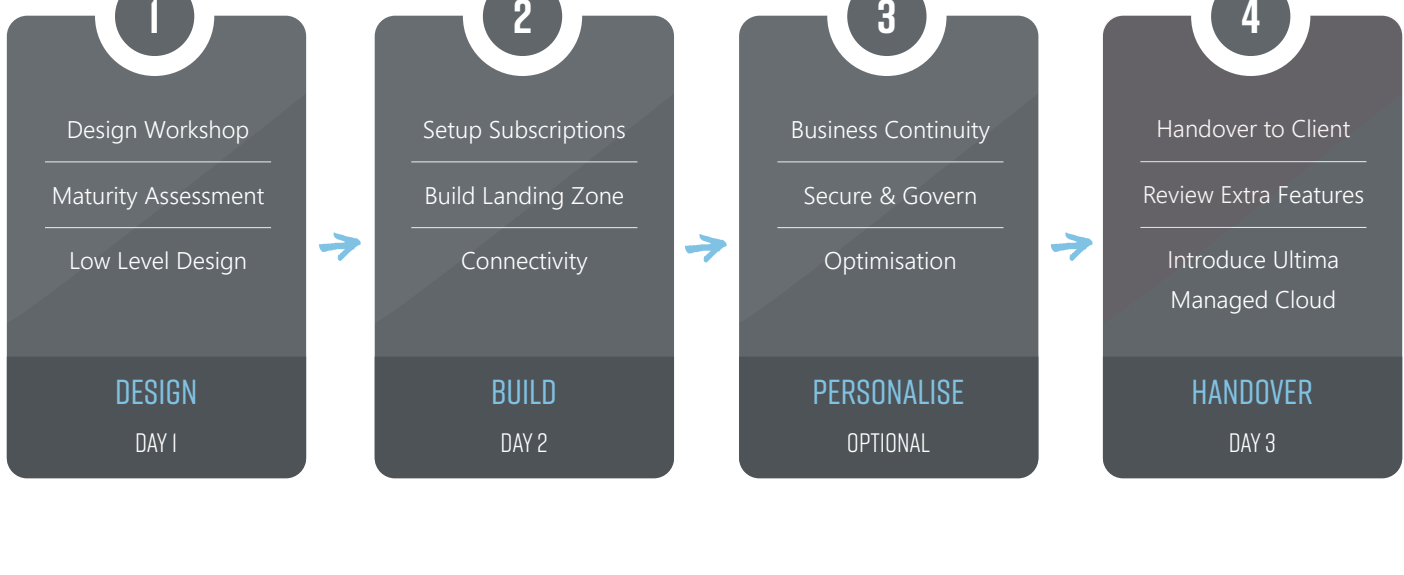 1
Design Workshop
Maturity Assessment
Low Level Design
DESIGN
DAY 1
2
Setup Subscriptions
Build Landing Zone
Connectivity
BUILD
DAY 2
3
Business Continuity
Secure & Govern
Optimisation
PERSONALISE
OPTIONAL
4
Handover to Client
Review Extra Features
Introduce Ultima
Managed Cloud
HANDOVER
DAY 3